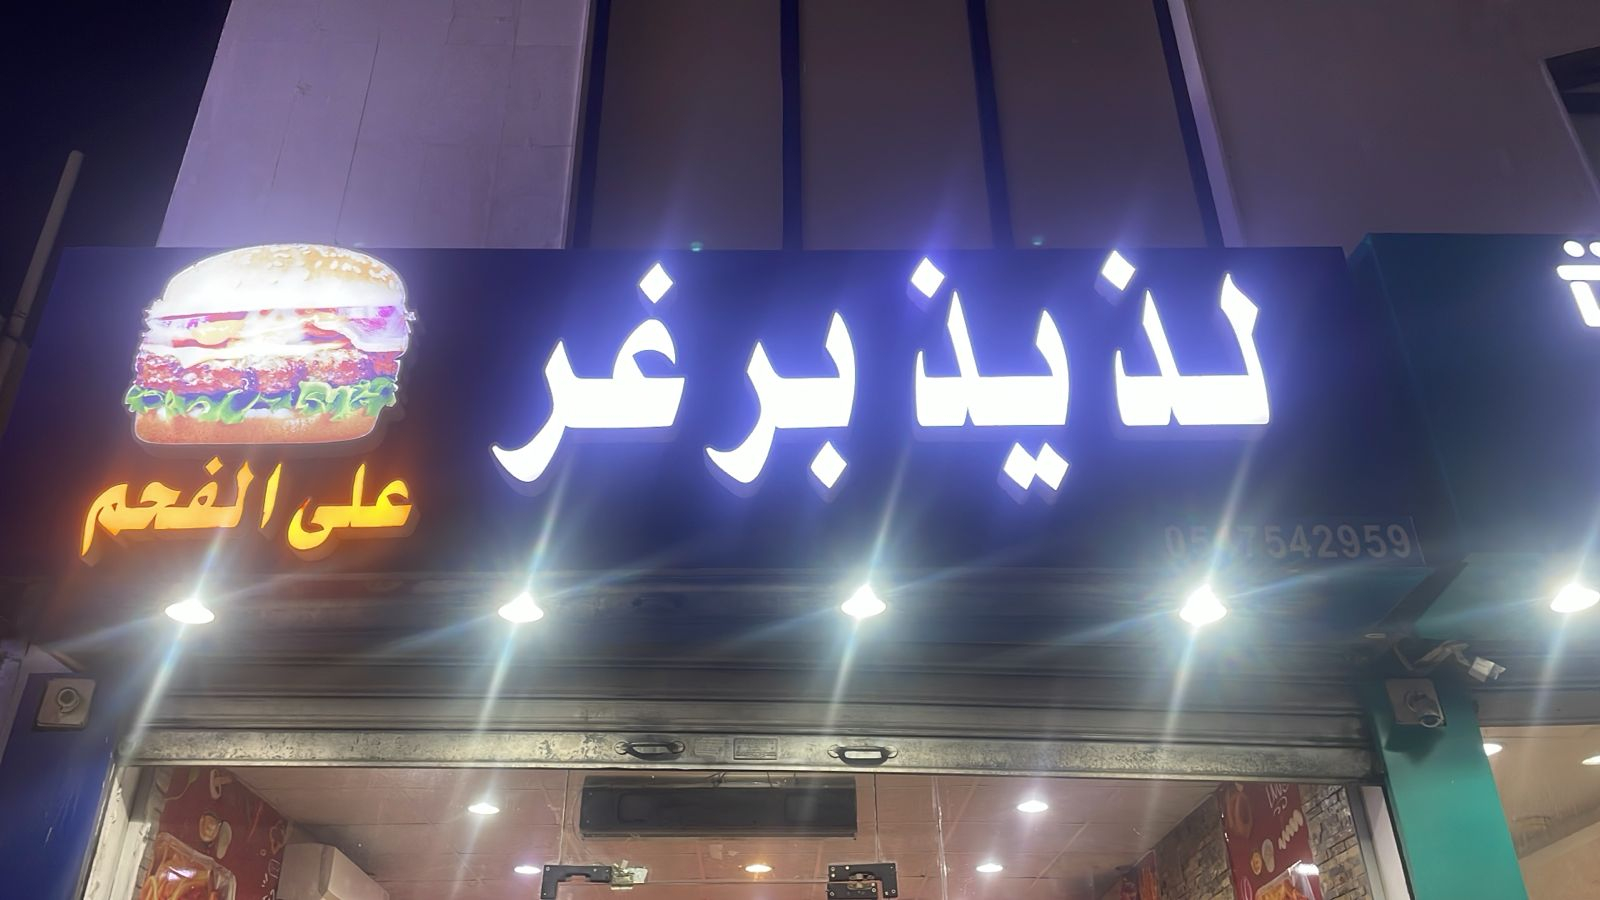 لذيذ برغر
على الفحم